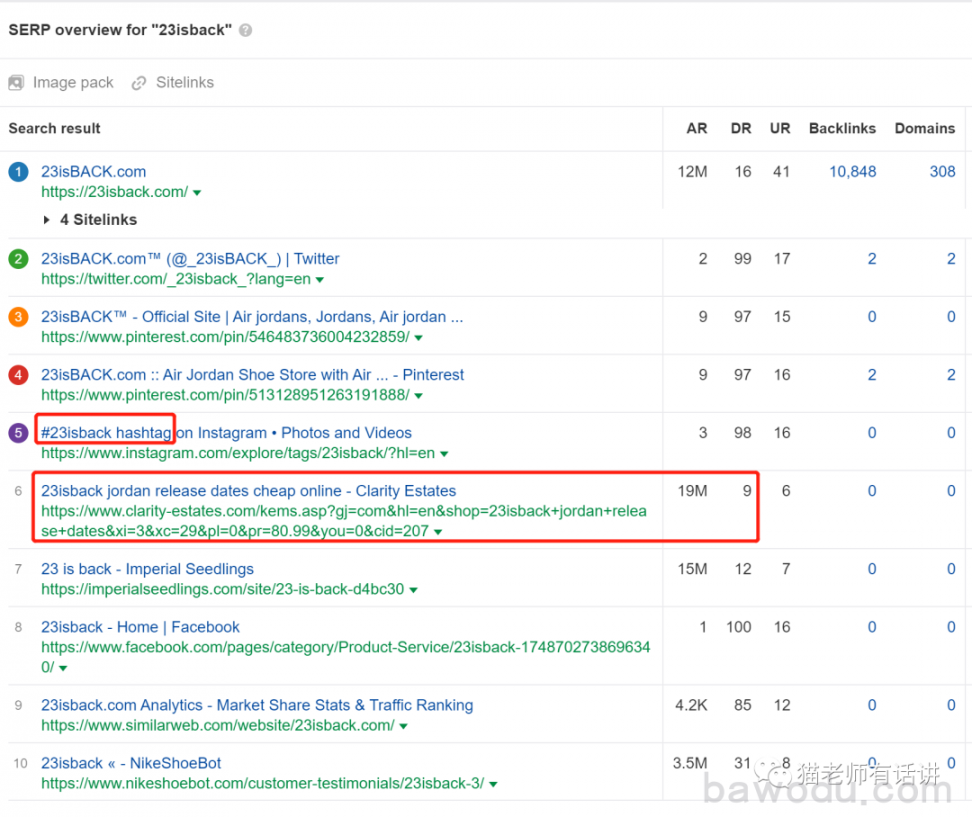 SERP overview for "23isback" ?
Image pack Sitelinks
Search result AR DR UR Backlinks Domains
1 23isBACK.com 12M 16 41 10,848 308
https://23isback.com/
4 Sitelinks
2 23isBACK.com™ (@_23isBACK_) | Twitter 2 99 17 2 2
https://twitter.com/_23isback_?lang=en
3 23isBACK™ - Official Site | Air jordans, Jordans, Air jordan ... 9 97 15 0 0
https://www.pinterest.com/pin/546483736004232859/
4 23isBACK.com :: Air Jordan Shoe Store with Air ... - Pinterest 9 97 16 2 2
https://www.pinterest.com/pin/513128951263191888/
5 #23isback hashtag on Instagram • Photos and Videos 3 98 16 0 0
https://www.instagram.com/explore/tags/23isback/?hl=en
6 23isback jordan release dates cheap online - Clarity Estates 19M 9 6 0 0
https://www.clarity-estates.com/kems.asp?gj=com&hl=en&shop=23isback+jordan+relea
se+dates&xi=3&xc=29&pl=0&pr=80.99&you=0&cid=207
7 23 is back - Imperial Seedlings 15M 12 7 0 0
https://imperialseedlings.com/site/23-is-back-d4bc30
8 23isback - Home | Facebook 1 100 16 0 0
https://www.facebook.com/pages/category/Product-Service/23isback-174870273869634
0/
9 23isback.com Analytics - Market Share Stats & Traffic Ranking 4.2K 85 12 0 0
https://www.similarweb.com/website/23isback.com/
10 23isback « - NikeShoeBot 3.5M 31 8 0 0
https://www.nikeshoebot.com/customer-testimonials/23isback-3/
猫老师有话讲
bawodu.com